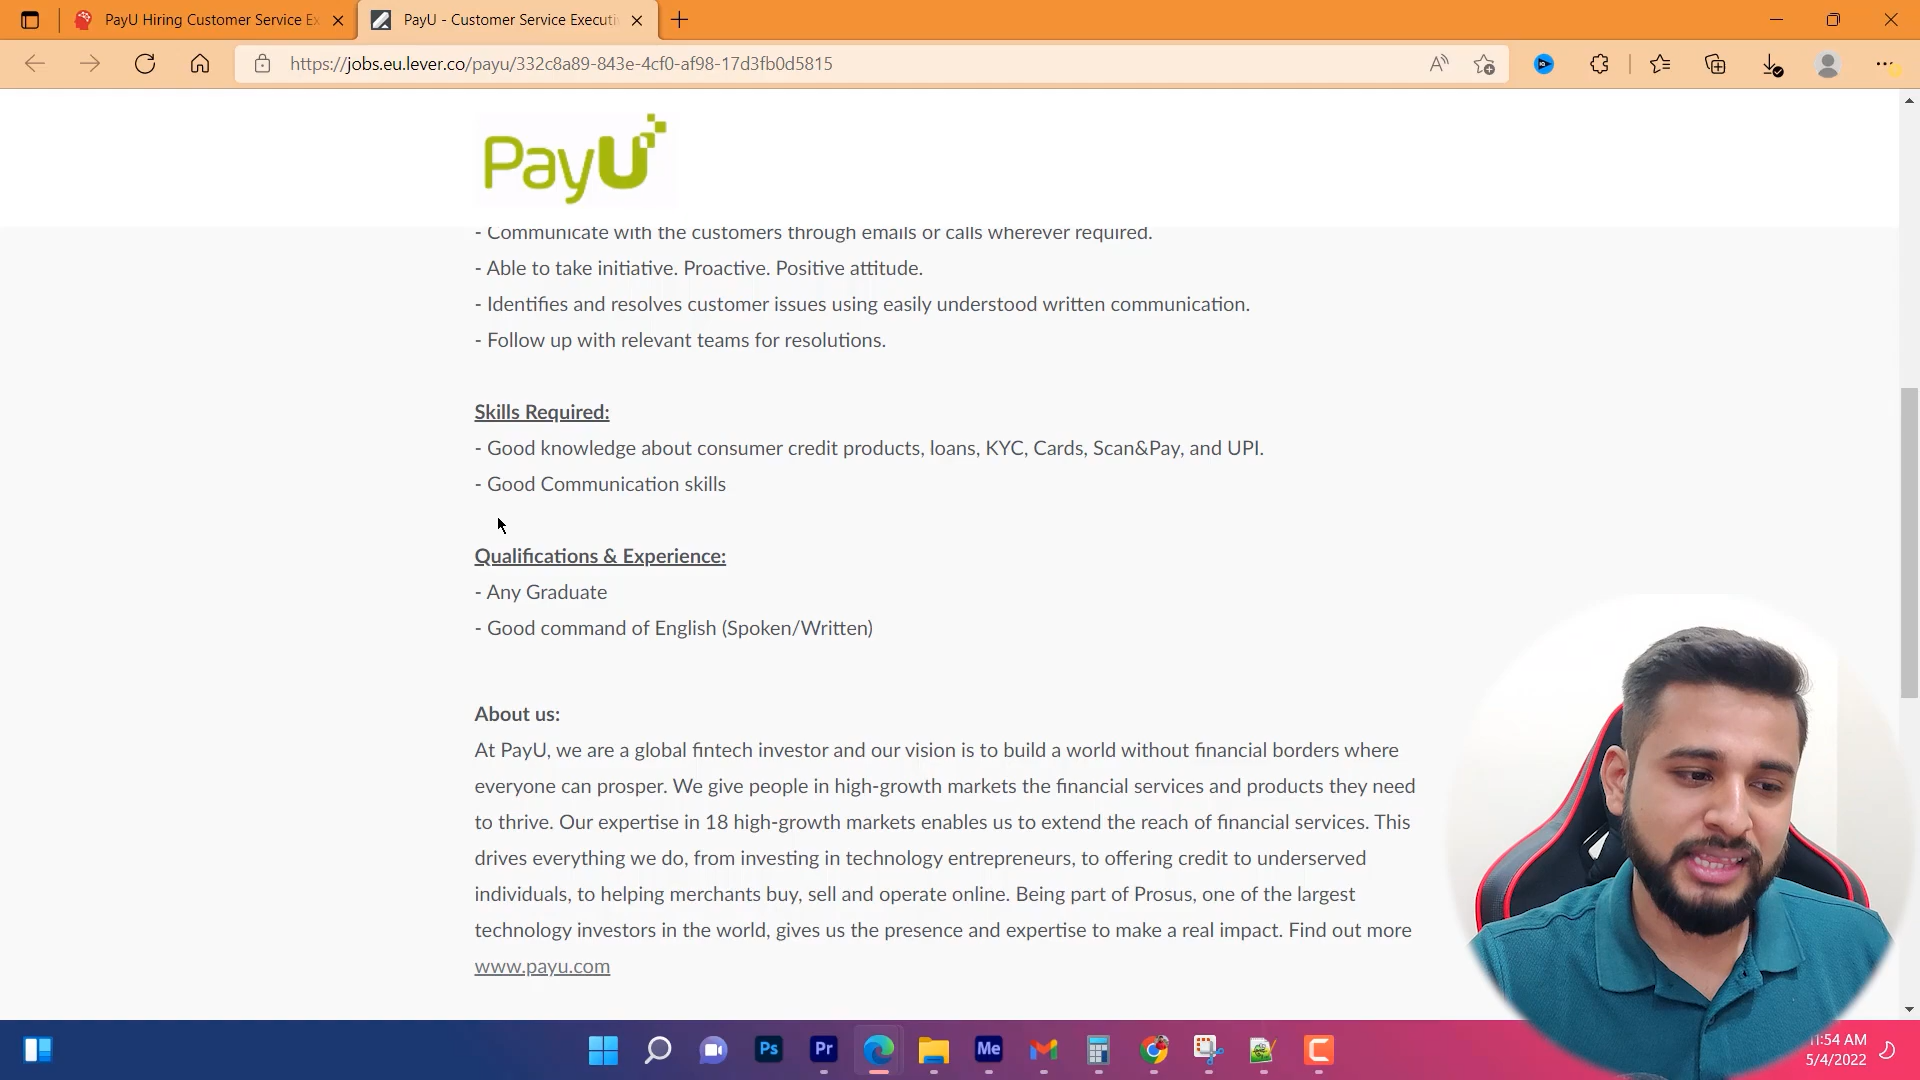 PayU Hiring Customer Service Ex
PayU - Customer Service Executi
https://jobs.eu.lever.co/payu/332c8a89-843e-4cf0-af98-17d3fb0d5815
PayU
- Communicate with the customers through emails or calls wherever required.
- Able to take initiative. Proactive. Positive attitude.
- Identifies and resolves customer issues using easily understood written communication.
- Follow up with relevant teams for resolutions.
Skills Required:
- Good knowledge about consumer credit products, loans, KYC, Cards, Scan&Pay, and UPI.
- Good Communication skills
Qualifications & Experience:
- Any Graduate
- Good command of English (Spoken/Written)
About us:
At PayU, we are a global fintech investor and our vision is to build a world without financial borders where
everyone can prosper. We give people in high-growth markets the financial services and products they need
to thrive. Our expertise in 18 high-growth markets enables us to extend the reach of financial services. This
drives everything we do, from investing in technology entrepreneurs, to offering credit to underserved
individuals, to helping merchants buy, sell and operate online. Being part of Prosus, one of the largest
technology investors in the world, gives us the presence and expertise to make a real impact. Find out more
www.payu.com
Ps
Pr
Me
:54 AM
5/4/2022